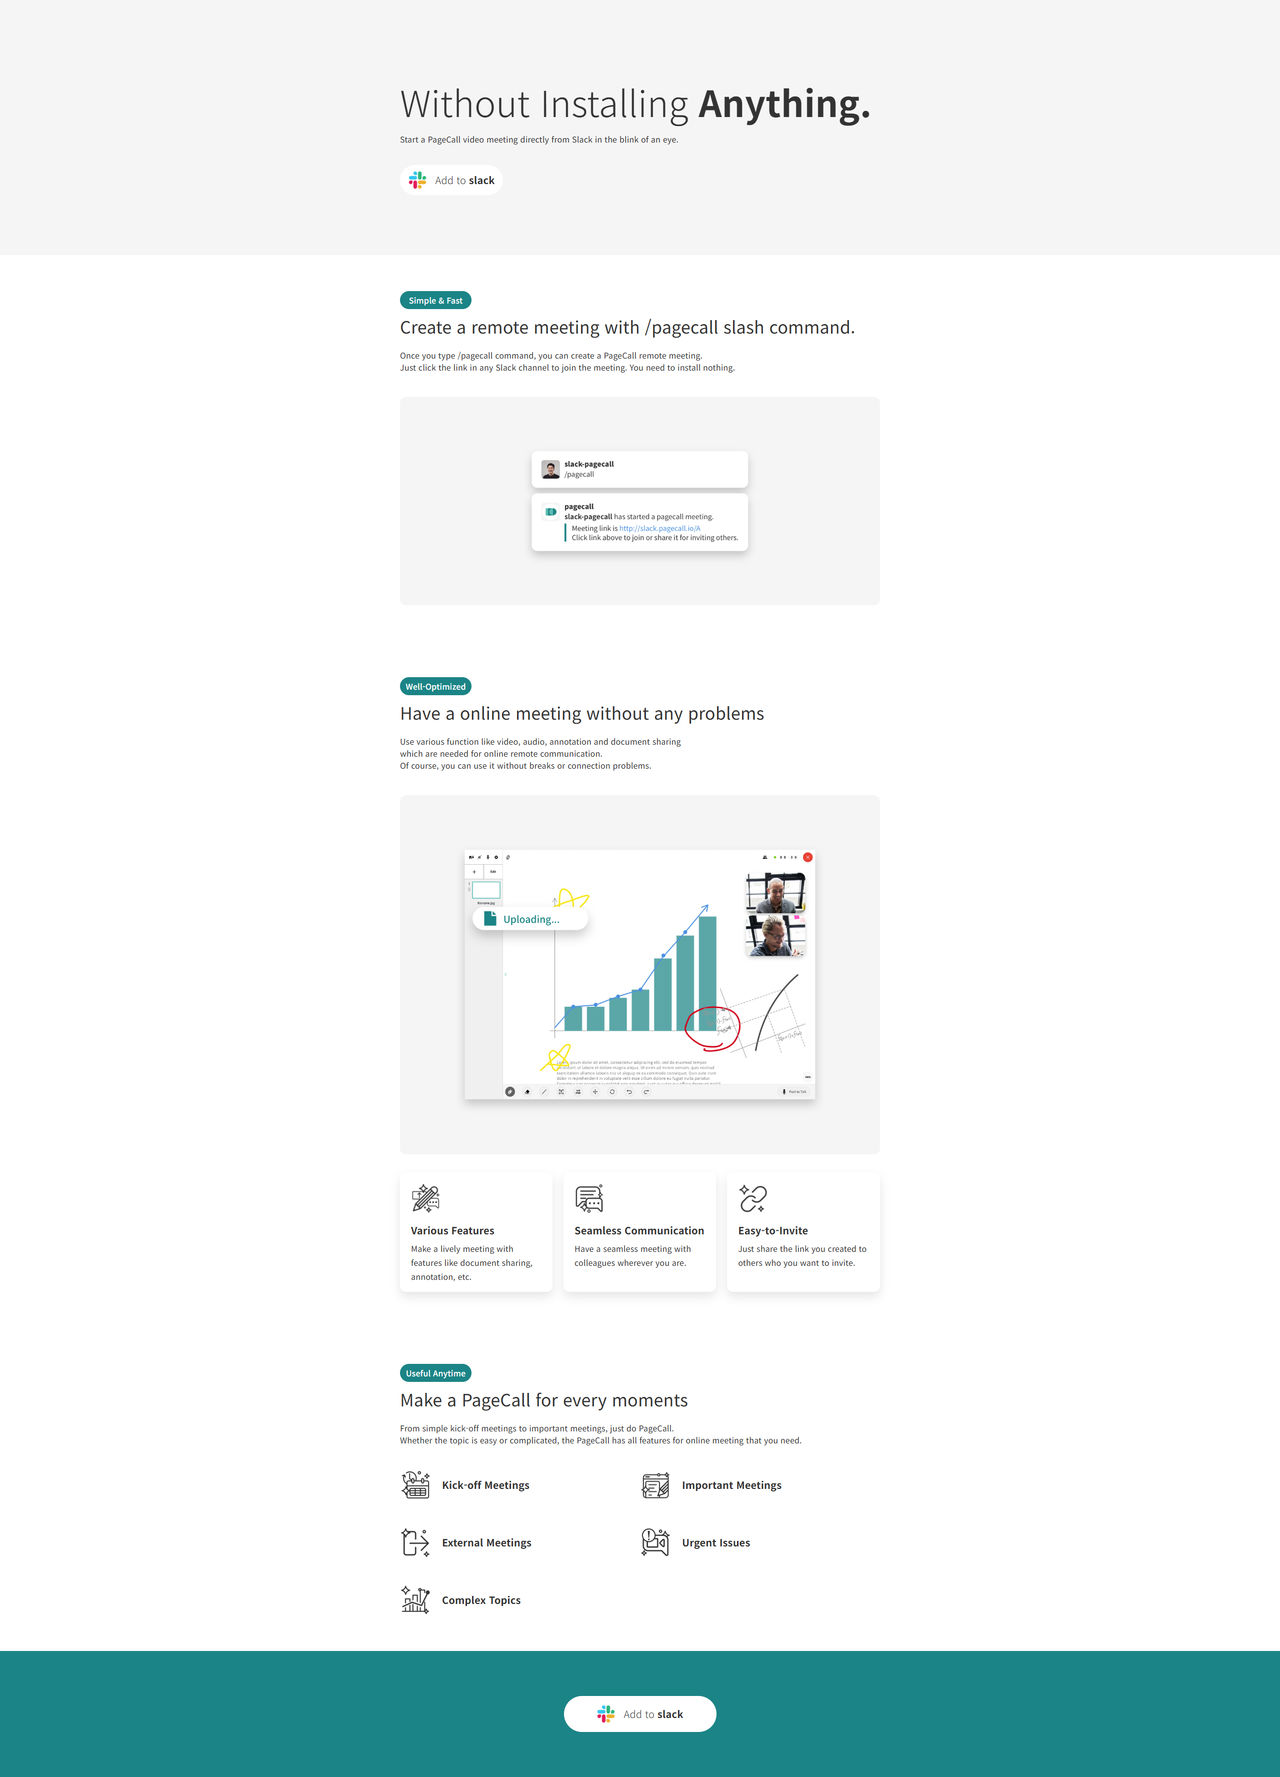 Without Installing Anything.
Start a PageCall video meeting directly from Slack in the blink of an eye.
Add to slack
Simple & Fast
Create a remote meeting with /pagecall slash command.
Once you type /pagecall command, you can create a PageCall remote meeting.
Just click the link in any Slack channel to join the meeting. You need to install nothing.
slack-pagecall
/pagecall
pagecall
slack-pagecall has started a pagecall meeting.
Meeting link is http://slack.pagecall.io/A
Click link above to join or share it for inviting others.
Well-Optimized
Have a online meeting without any problems
Use various function like video, audio, annotation and document sharing
which are needed for online remote communication.
Of course, you can use it without breaks or connection problems.
Uploading...
Various Features
Make a lively meeting with
features like document sharing,
annotation, etc.
Seamless Communication
Have a seamless meeting with
colleagues wherever you are.
Easy-to-Invite
Just share the link you created to
others who you want to invite.
Useful Anytime
Make a PageCall for every moments
From simple kick-off meetings to important meetings, just do PageCall.
Whether the topic is easy or complicated, the PageCall has all features for online meeting that you need.
Kick-off Meetings
Important Meetings
External Meetings
Urgent Issues
Complex Topics
Add to slack